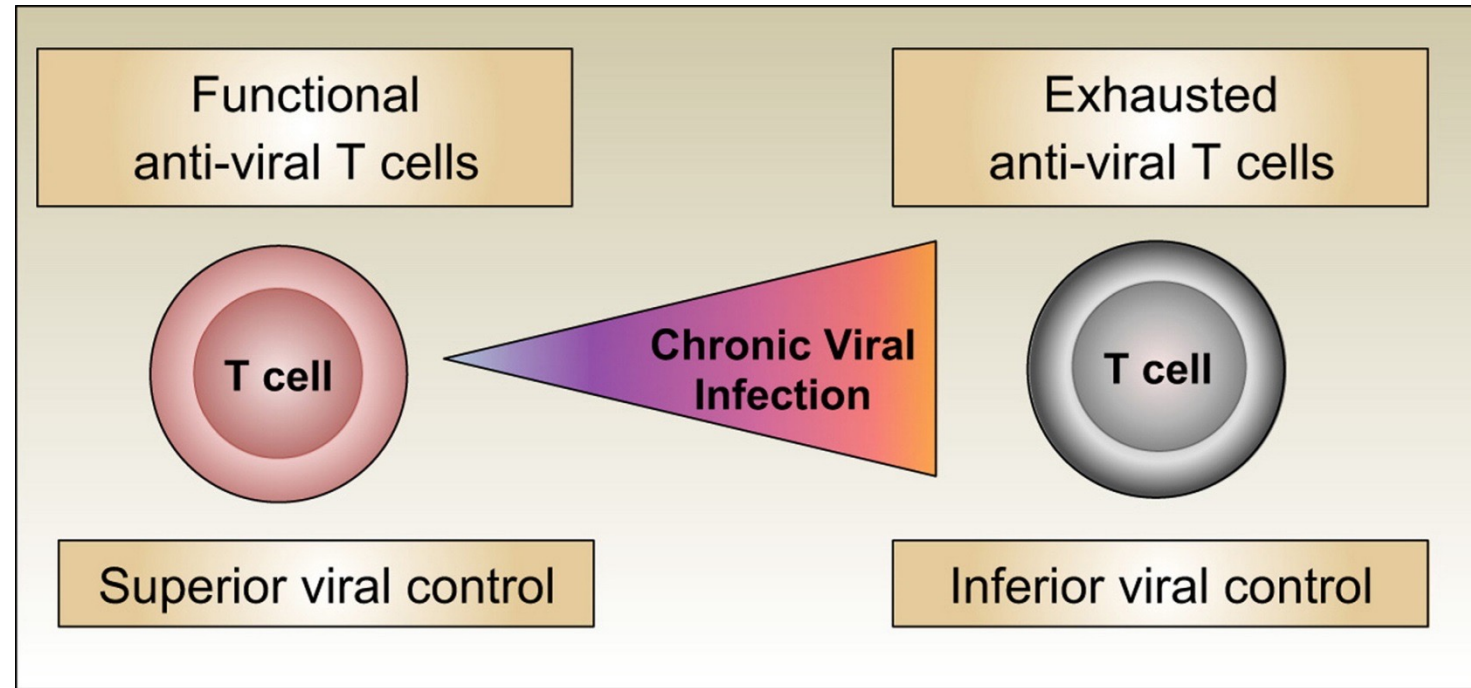 Functional
anti-viral T cells
Exhausted
anti-viral T cells
T cell
Chronic Viral
Infection
T cell
Superior viral control
Inferior viral control